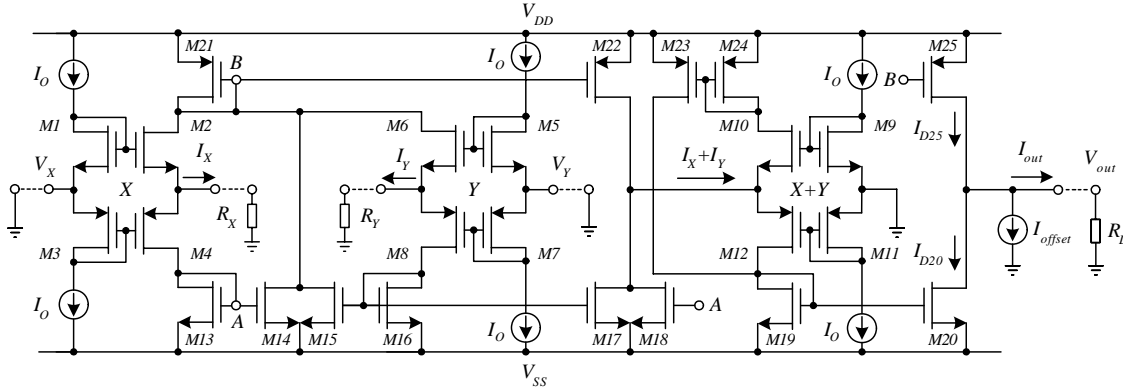 V_DD
M21 I_O M22 M23 M24 M25
I_O B I_O B
M1 M2 M6 M5 M10 M9 I_D25
V_X I_X I_Y V_Y I_X+I_Y I_out V_out
X Y X+Y
R_X R_Y I_offset R_L
M3 M4 M8 M7 M12 M11 I_D20
I_O A A
M13 M14 M15 M16 I_O M17 M18 M19 I_O M20
V_SS